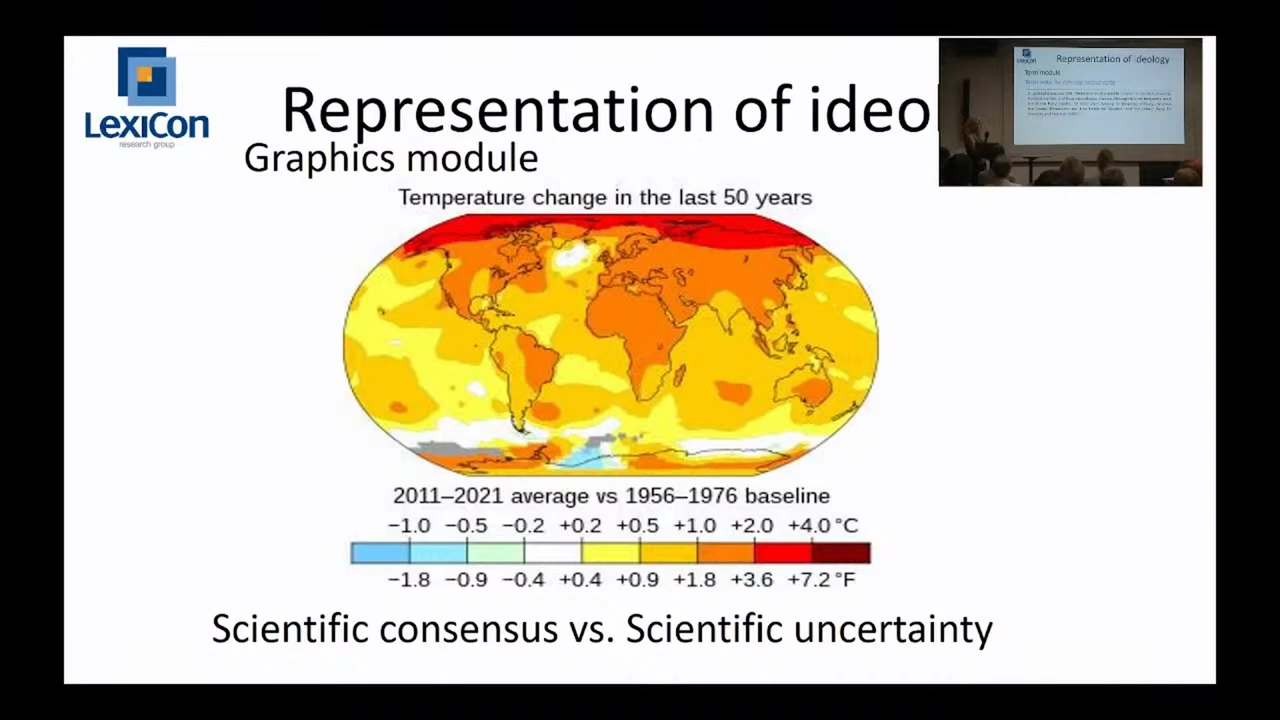 LexiCon
research group
Representation of ideo
Graphics module
Temperature change in the last 50 years
2011–2021 average vs 1956–1976 baseline
−1.0 −0.5 −0.2 +0.2 +0.5 +1.0 +2.0 +4.0 °C
−1.8 −0.9 −0.4 +0.4 +0.9 +1.8 +3.6 +7.2 °F
Scientific consensus vs. Scientific uncertainty
LexiCon
Representation of ideology
Term module